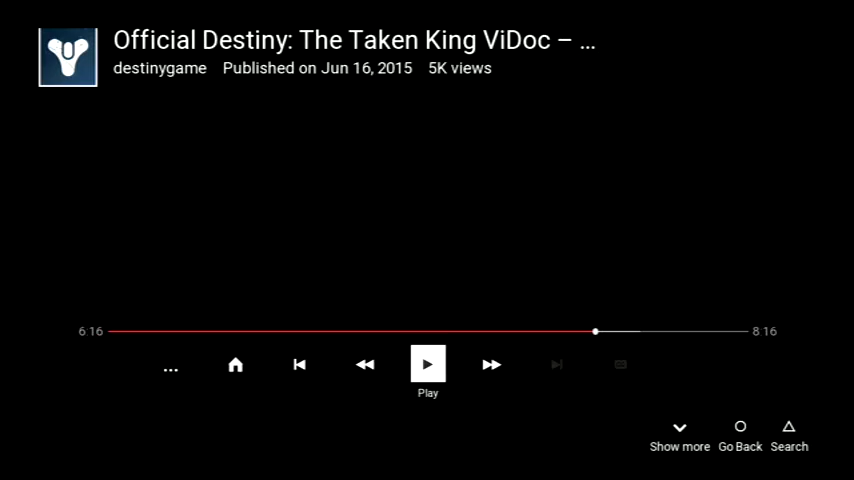 Official Destiny: The Taken King ViDoc – ...
destinygame Published on Jun 16, 2015 5K views
6:16 8:16
...
Play
Show more Go Back Search